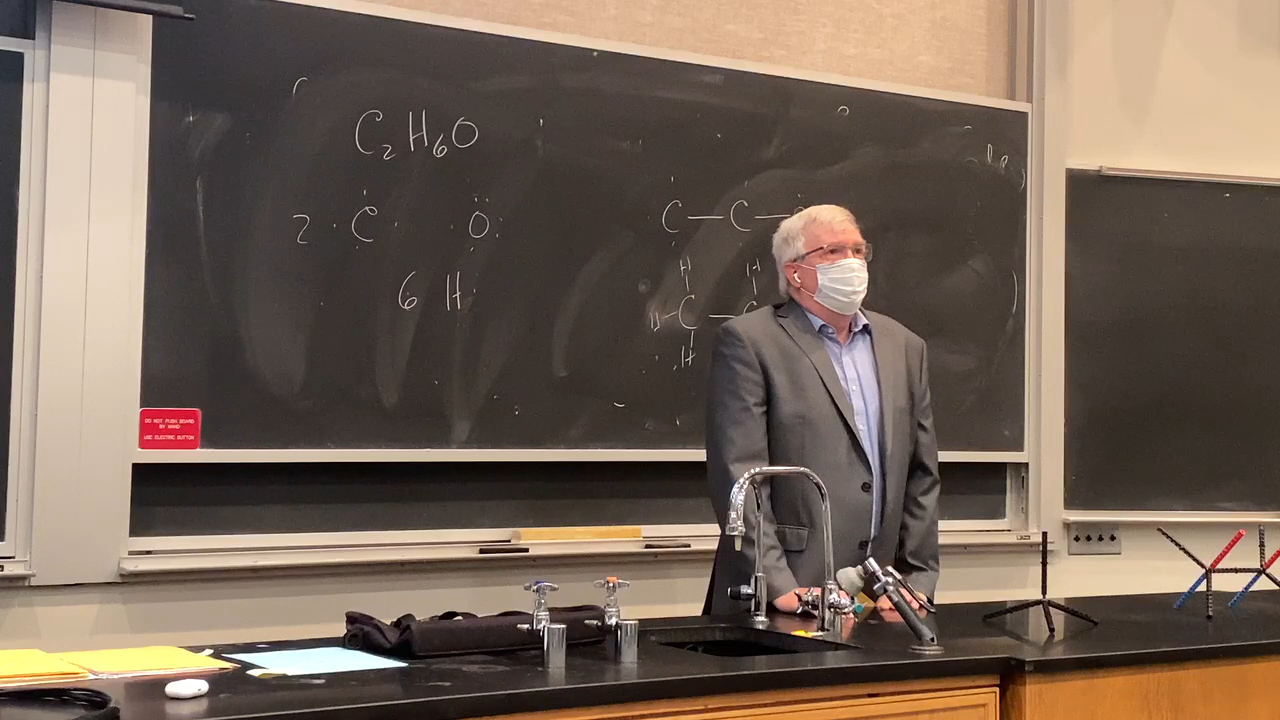 C₂H₆O
2 · C · O :
6 H ·
C — C —
H H
H — C — C
H
DO NOT PUSH BOARD
BY HAND
USE ELECTRIC BUTTON